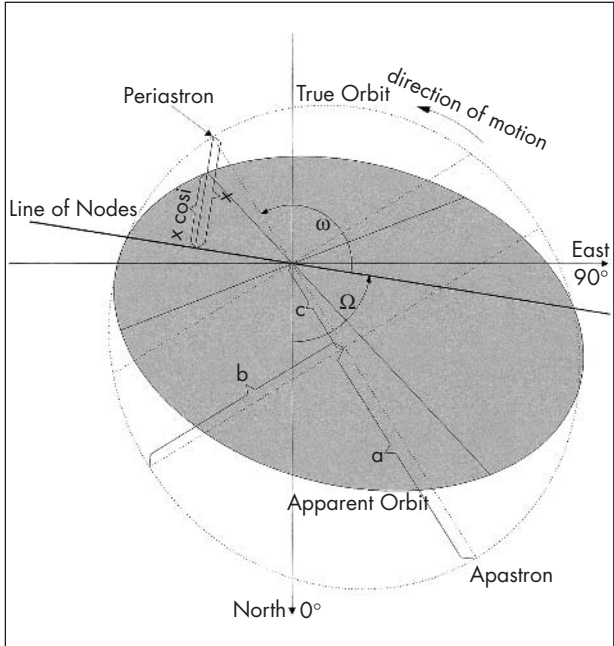 direction of motion
True Orbit
Periastron
x cosi
x
Line of Nodes
ω
East
90°
Ω
c
b
a
Apparent Orbit
Apastron
North 0°